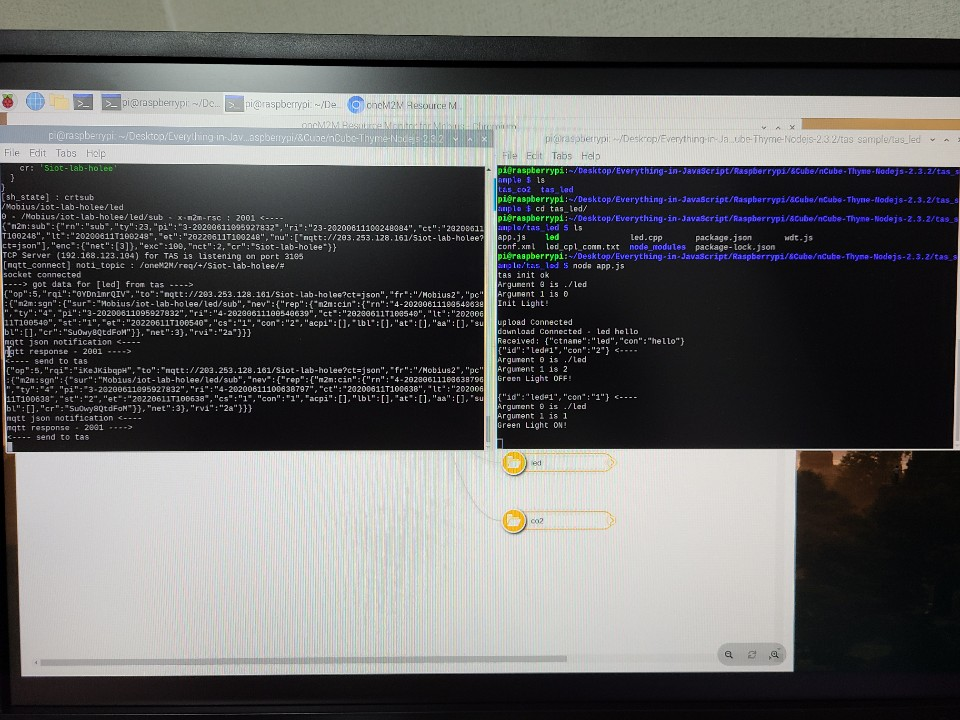 pi@raspberrypi: ~/De...
pi@raspberrypi: ~/De...
oneM2M Resource M...
pi@raspberrypi: ~/Desktop/Everything-in-Jav...aspberrypi/&Cube/nCube-Thyme-Nodejs-2.3.2
File Edit Tabs Help
cr: 'Siot-lab-holee'
}
}
[sh_state] : crtsub
/Mobius/iot-lab-holee/led
0 - /Mobius/iot-lab-holee/led/sub - x-m2m-rsc : 2001 <----
{"m2m:sub":{"rn":"sub","ty":23,"pi":"3-20200611095927832","ri":"23-20200611100248084","ct":"20200611
T100248","lt":"20200611T100248","et":"20220611T100248","nu":["mqtt://203.253.128.161/Siot-lab-holee?
ct=json"],"enc":{"net":[3]},"exc":100,"nct":2,"cr":"Siot-lab-holee"}}
TCP Server (192.168.123.104) for TAS is listening on port 3105
[mqtt_connect] noti_topic : /oneM2M/req/+/Siot-lab-holee/#
socket connected
----> got data for [led] from tas ---->
{"op":5,"rqi":"OYDn1mrQIV","to":"mqtt://203.253.128.161/Siot-lab-holee?ct=json","fr":"/Mobius2","pc"
:{"m2m:sgn":{"sur":"Mobius/iot-lab-holee/led/sub","nev":{"rep":{"m2m:cin":{"rn":"4-20200611100540638
","ty":4,"pi":"3-20200611095927832","ri":"4-20200611100540639","ct":"20200611T100540","lt":"20200611
11T100540","st":"1","et":"20220611T100540","cs":"1","con":"2","acpi":[],"lbl":[],"at":[],"aa":[],"su
bl":[],"cr":"SuOwy8QtdFoM"}},"net":3},"rvi":"2a"}}}
mqtt json notification <----
mqtt response - 2001 ---->
<---- send to tas
{"op":5,"rqi":"iKeJKibqpH","to":"mqtt://203.253.128.161/Siot-lab-holee?ct=json","fr":"/Mobius2","pc"
:{"m2m:sgn":{"sur":"Mobius/iot-lab-holee/led/sub","nev":{"rep":{"m2m:cin":{"rn":"4-20200611100638796
","ty":4,"pi":"3-20200611095927832","ri":"4-20200611100638797","ct":"20200611T100638","lt":"202006
11T100638","st":"2","et":"20220611T100638","cs":"1","con":"1","acpi":[],"lbl":[],"at":[],"aa":[],"su
bl":[],"cr":"SuOwy8QtdFoM"}},"net":3},"rvi":"2a"}}}
mqtt json notification <----
mqtt response - 2001 ---->
<---- send to tas
pi@raspberrypi: ~/Desktop/Everything-in-Ja...ube-Thyme-Nodejs-2.3.2/tas_sample/tas_led
File Edit Tabs Help
pi@raspberrypi:~/Desktop/Everything-in-JavaScript/Raspberrypi/&Cube/nCube-Thyme-Nodejs-2.3.2/tas_s
ample $ ls
tas_co2 tas_led
pi@raspberrypi:~/Desktop/Everything-in-JavaScript/Raspberrypi/&Cube/nCube-Thyme-Nodejs-2.3.2/tas_s
ample $ cd tas_led/
pi@raspberrypi:~/Desktop/Everything-in-JavaScript/Raspberrypi/&Cube/nCube-Thyme-Nodejs-2.3.2/tas_s
ample/tas_led $ ls
app.js led led.cpp package.json wdt.js
conf.xml led_cpl_comm.txt node_modules package-lock.json
pi@raspberrypi:~/Desktop/Everything-in-JavaScript/Raspberrypi/&Cube/nCube-Thyme-Nodejs-2.3.2/tas_s
ample/tas_led $ node app.js
tas init ok
Argument 0 is ./led
Argument 1 is 0
Init Light!
upload Connected
download Connected - led hello
Received: {"ctname":"led","con":"hello"}
{"id":"led#1","con":"2"} <----
Argument 0 is ./led
Argument 1 is 2
Green Light OFF!
{"id":"led#1","con":"1"} <----
Argument 0 is ./led
Argument 1 is 1
Green Light ON!
led
co2